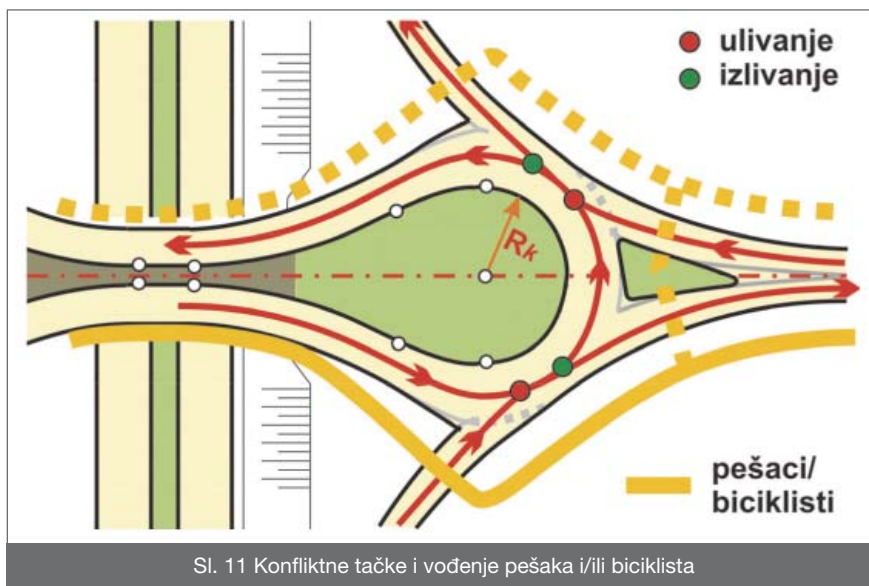 ulivanje
izlivanje
Rk
pešaci/
biciklisti
Sl. 11 Konfliktne tačke i vođenje pešaka i/ili biciklista